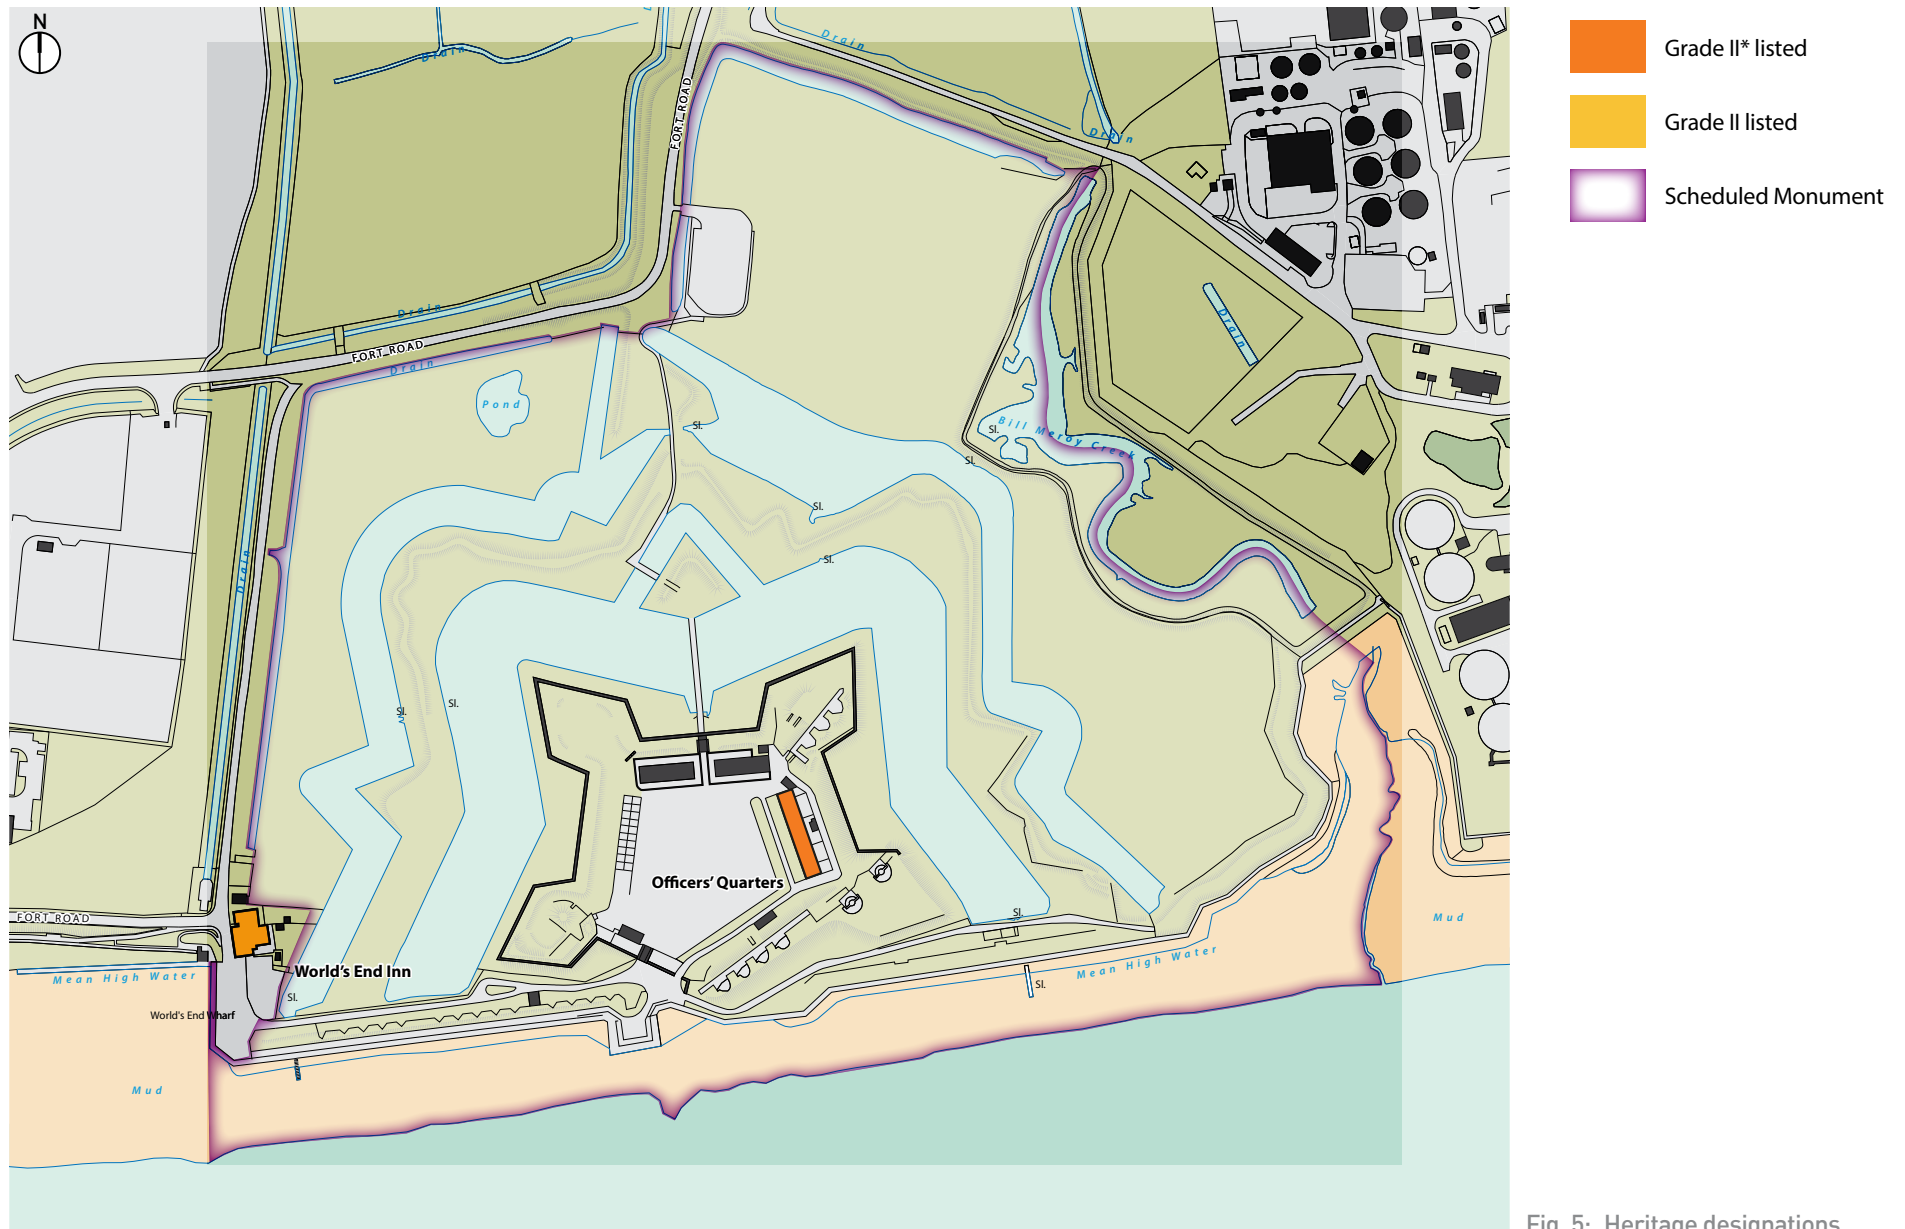 N
Drain
Drain
Drain
FORT ROAD
Drain
Drain
FORT ROAD
Drain
Pond
Sl.
Sl.
Bill Meroy Creek
Sl.
Sl.
Sl.
Drain
Sl.
Sl.
Officers' Quarters
Sl.
FORT ROAD
Mud
World's End Inn
Mean High Water
Mean High Water
Sl.
Sl.
World's End Wharf
Mud
Grade II* listed
Grade II listed
Scheduled Monument
Fig. 5: Heritage designations